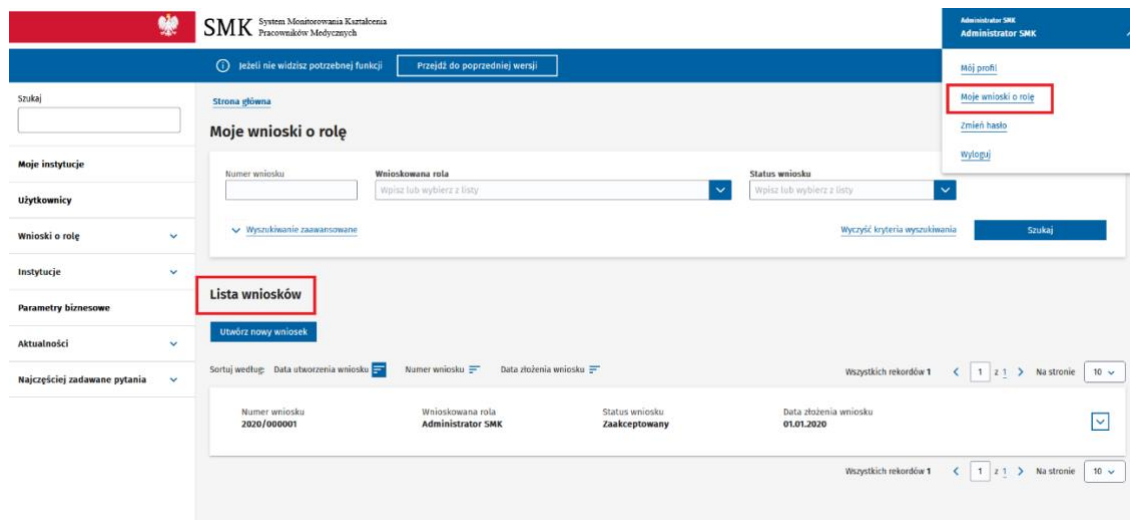 SMK System Monitorowania Kształcenia
Pracowników Medycznych
Administrator SMK
Administrator SMK
Jeżeli nie widzisz potrzebnej funkcji Przejdź do poprzedniej wersji
Mój profil
Moje wnioski o rolę
Zmień hasło
Wyloguj
Szukaj
Moje instytucje
Użytkownicy
Wnioski o rolę
Instytucje
Parametry biznesowe
Aktualności
Najczęściej zadawane pytania
Strona główna
Moje wnioski o rolę
Numer wniosku Wnioskowana rola Status wniosku
Wpisz lub wybierz z listy Wpisz lub wybierz z listy
Wyszukiwanie zaawansowane Wyczyść kryteria wyszukiwania Szukaj
Lista wniosków
Utwórz nowy wniosek
Sortuj według: Data utworzenia wniosku Numer wniosku Data złożenia wniosku Wszystkich rekordów 1 1 z 1 Na stronie 10
Numer wniosku Wnioskowana rola Status wniosku Data złożenia wniosku
2020/000001 Administrator SMK Zaakceptowany 01.01.2020
Wszystkich rekordów 1 1 z 1 Na stronie 10